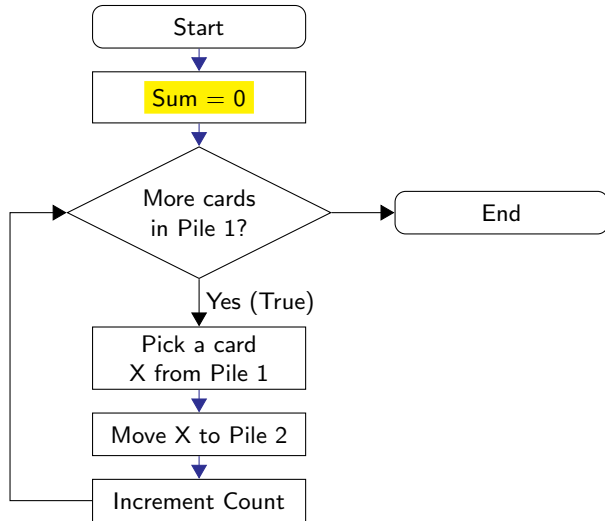 Start
Sum = 0
More cards
in Pile 1?
End
Yes (True)
Pick a card
X from Pile 1
Move X to Pile 2
Increment Count